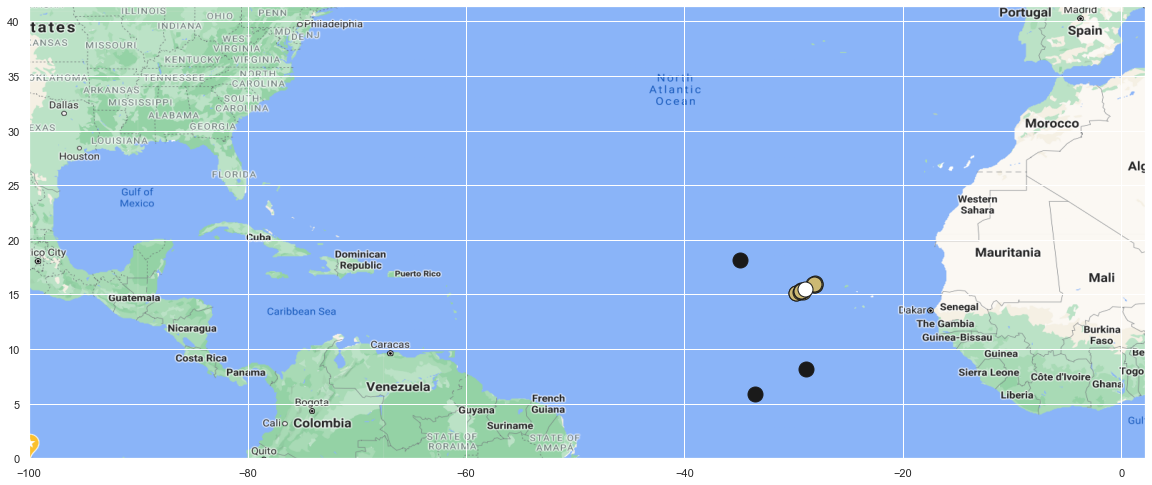 40
35
30
25
20
15
10
5
0
−100
−80
−60
−40
−20
0
ILLINOIS
OHIO
PENN
INDIANA
Philadelphia
tates
MD
DE
NJ
KANSAS
MISSOURI
WEST
VIRGINIA
KENTUCKY
VIRGINIA
OKLAHOMA
TENNESSEE
NORTH
CAROLINA
ARKANSAS
MISSISSIPPI
SOUTH
CAROLINA
Dallas
ALABAMA
GEORGIA
EXAS
LOUISIANA
Houston
FLORIDA
Gulf of
Mexico
ico City
Cuba
Dominican
Republic
Puerto Rico
Guatemala
Caribbean Sea
Nicaragua
Costa Rica
Panama
Caracas
Venezuela
Bogota
Cali
Colombia
Guyana
French
Guiana
Suriname
STATE OF
RORAIMA
STATE OF
AMAPA
Quito
North
Atlantic
Ocean
Portugal
Madrid
Spain
Morocco
Alg
Western
Sahara
Mauritania
Mali
Dakar
Senegal
The Gambia
Guinea-Bissau
Guinea
Burkina
Faso
Be
Sierra Leone
Côte d'Ivoire
Togo
Ghana
Liberia
Gulf